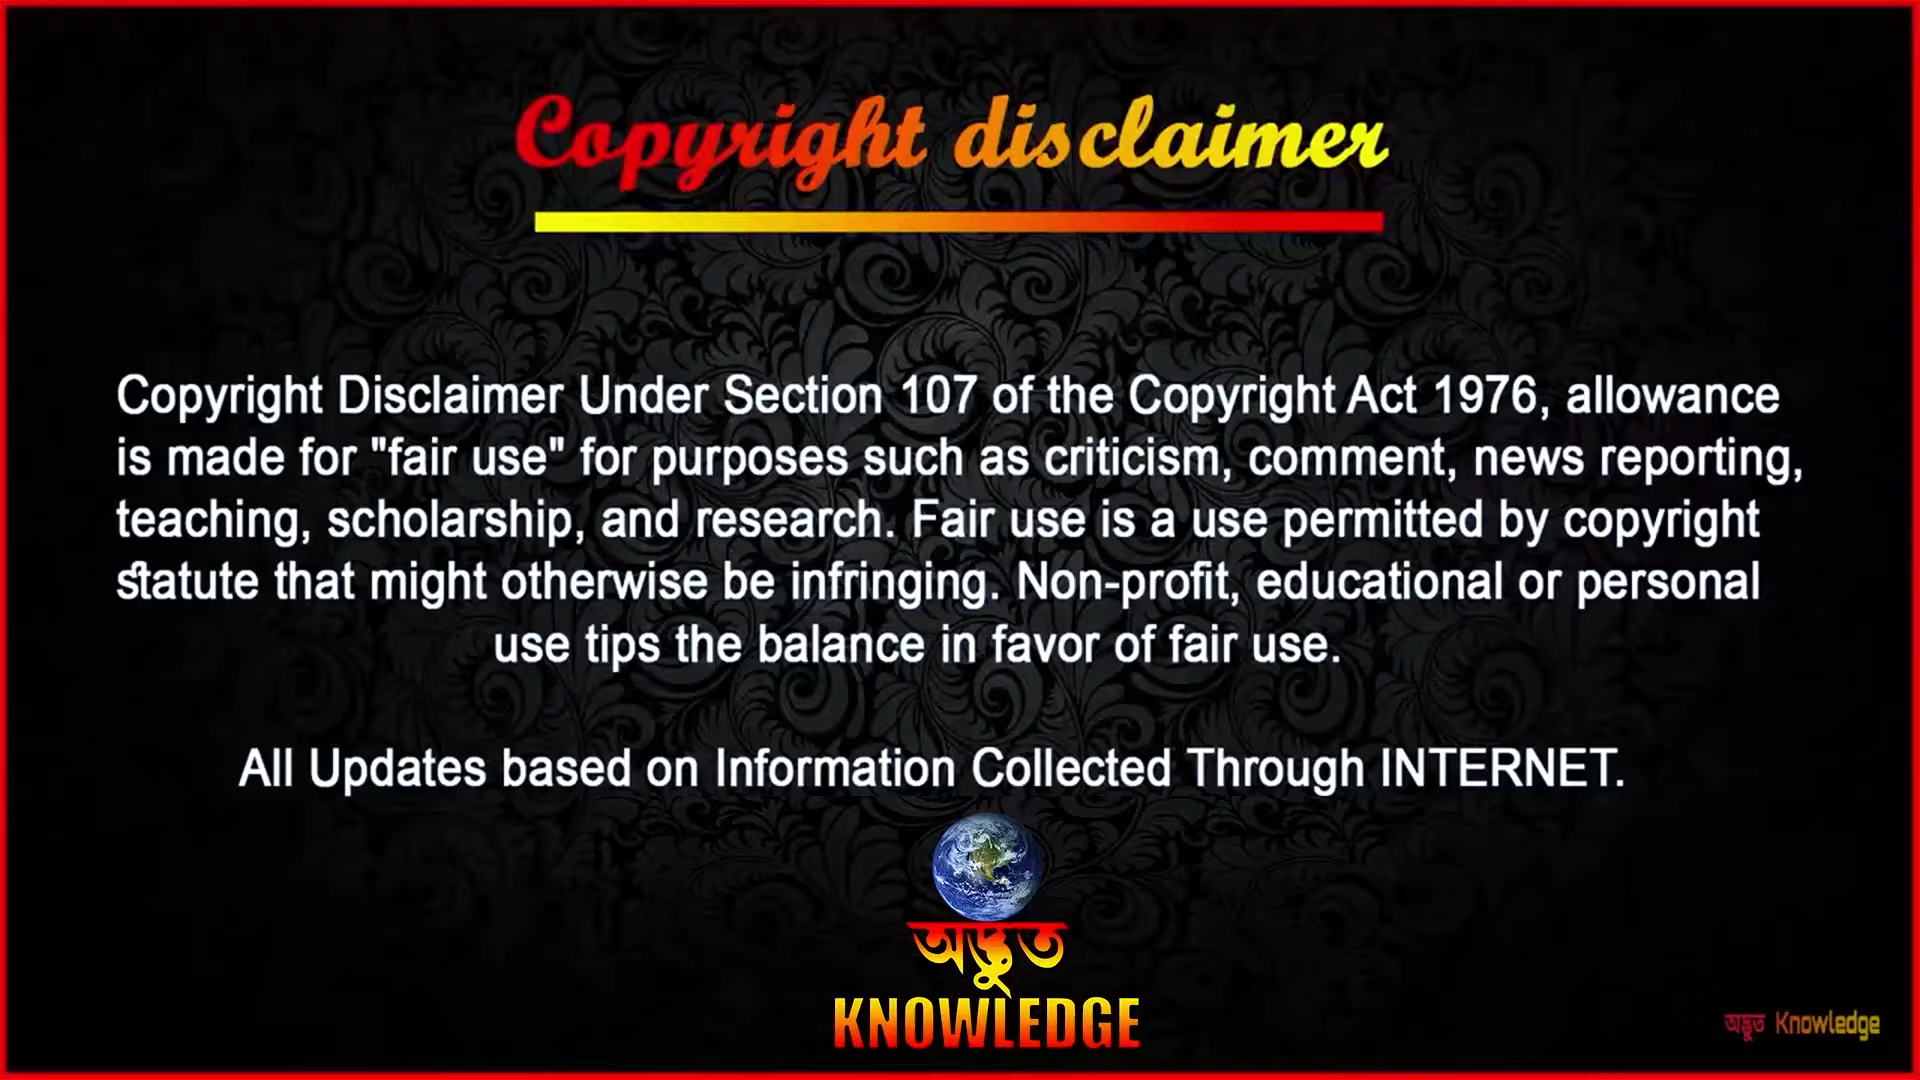 Copyright disclaimer
Copyright Disclaimer Under Section 107 of the Copyright Act 1976, allowance
is made for "fair use" for purposes such as criticism, comment, news reporting,
teaching, scholarship, and research. Fair use is a use permitted by copyright
statute that might otherwise be infringing. Non-profit, educational or personal
use tips the balance in favor of fair use.
All Updates based on Information Collected Through INTERNET.
অদ্ভুত
KNOWLEDGE
অদ্ভুত Knowledge